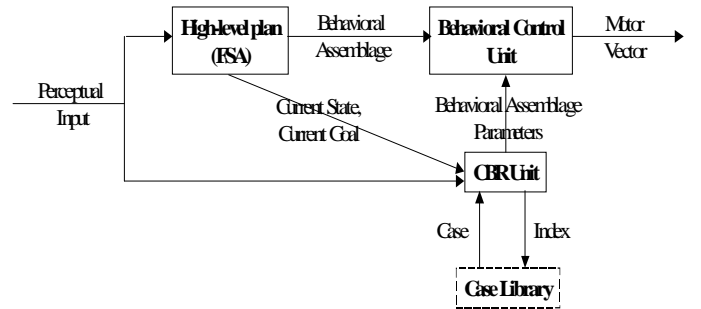 High-level plan
(FSA)
Behavioral
Assemblage
Behavioral Control
Unit
Motor
Vector
Perceptual
Input
Current State,
Current Goal
Behavioral Assemblage
Parameters
CBR Unit
Case
Index
Case Library